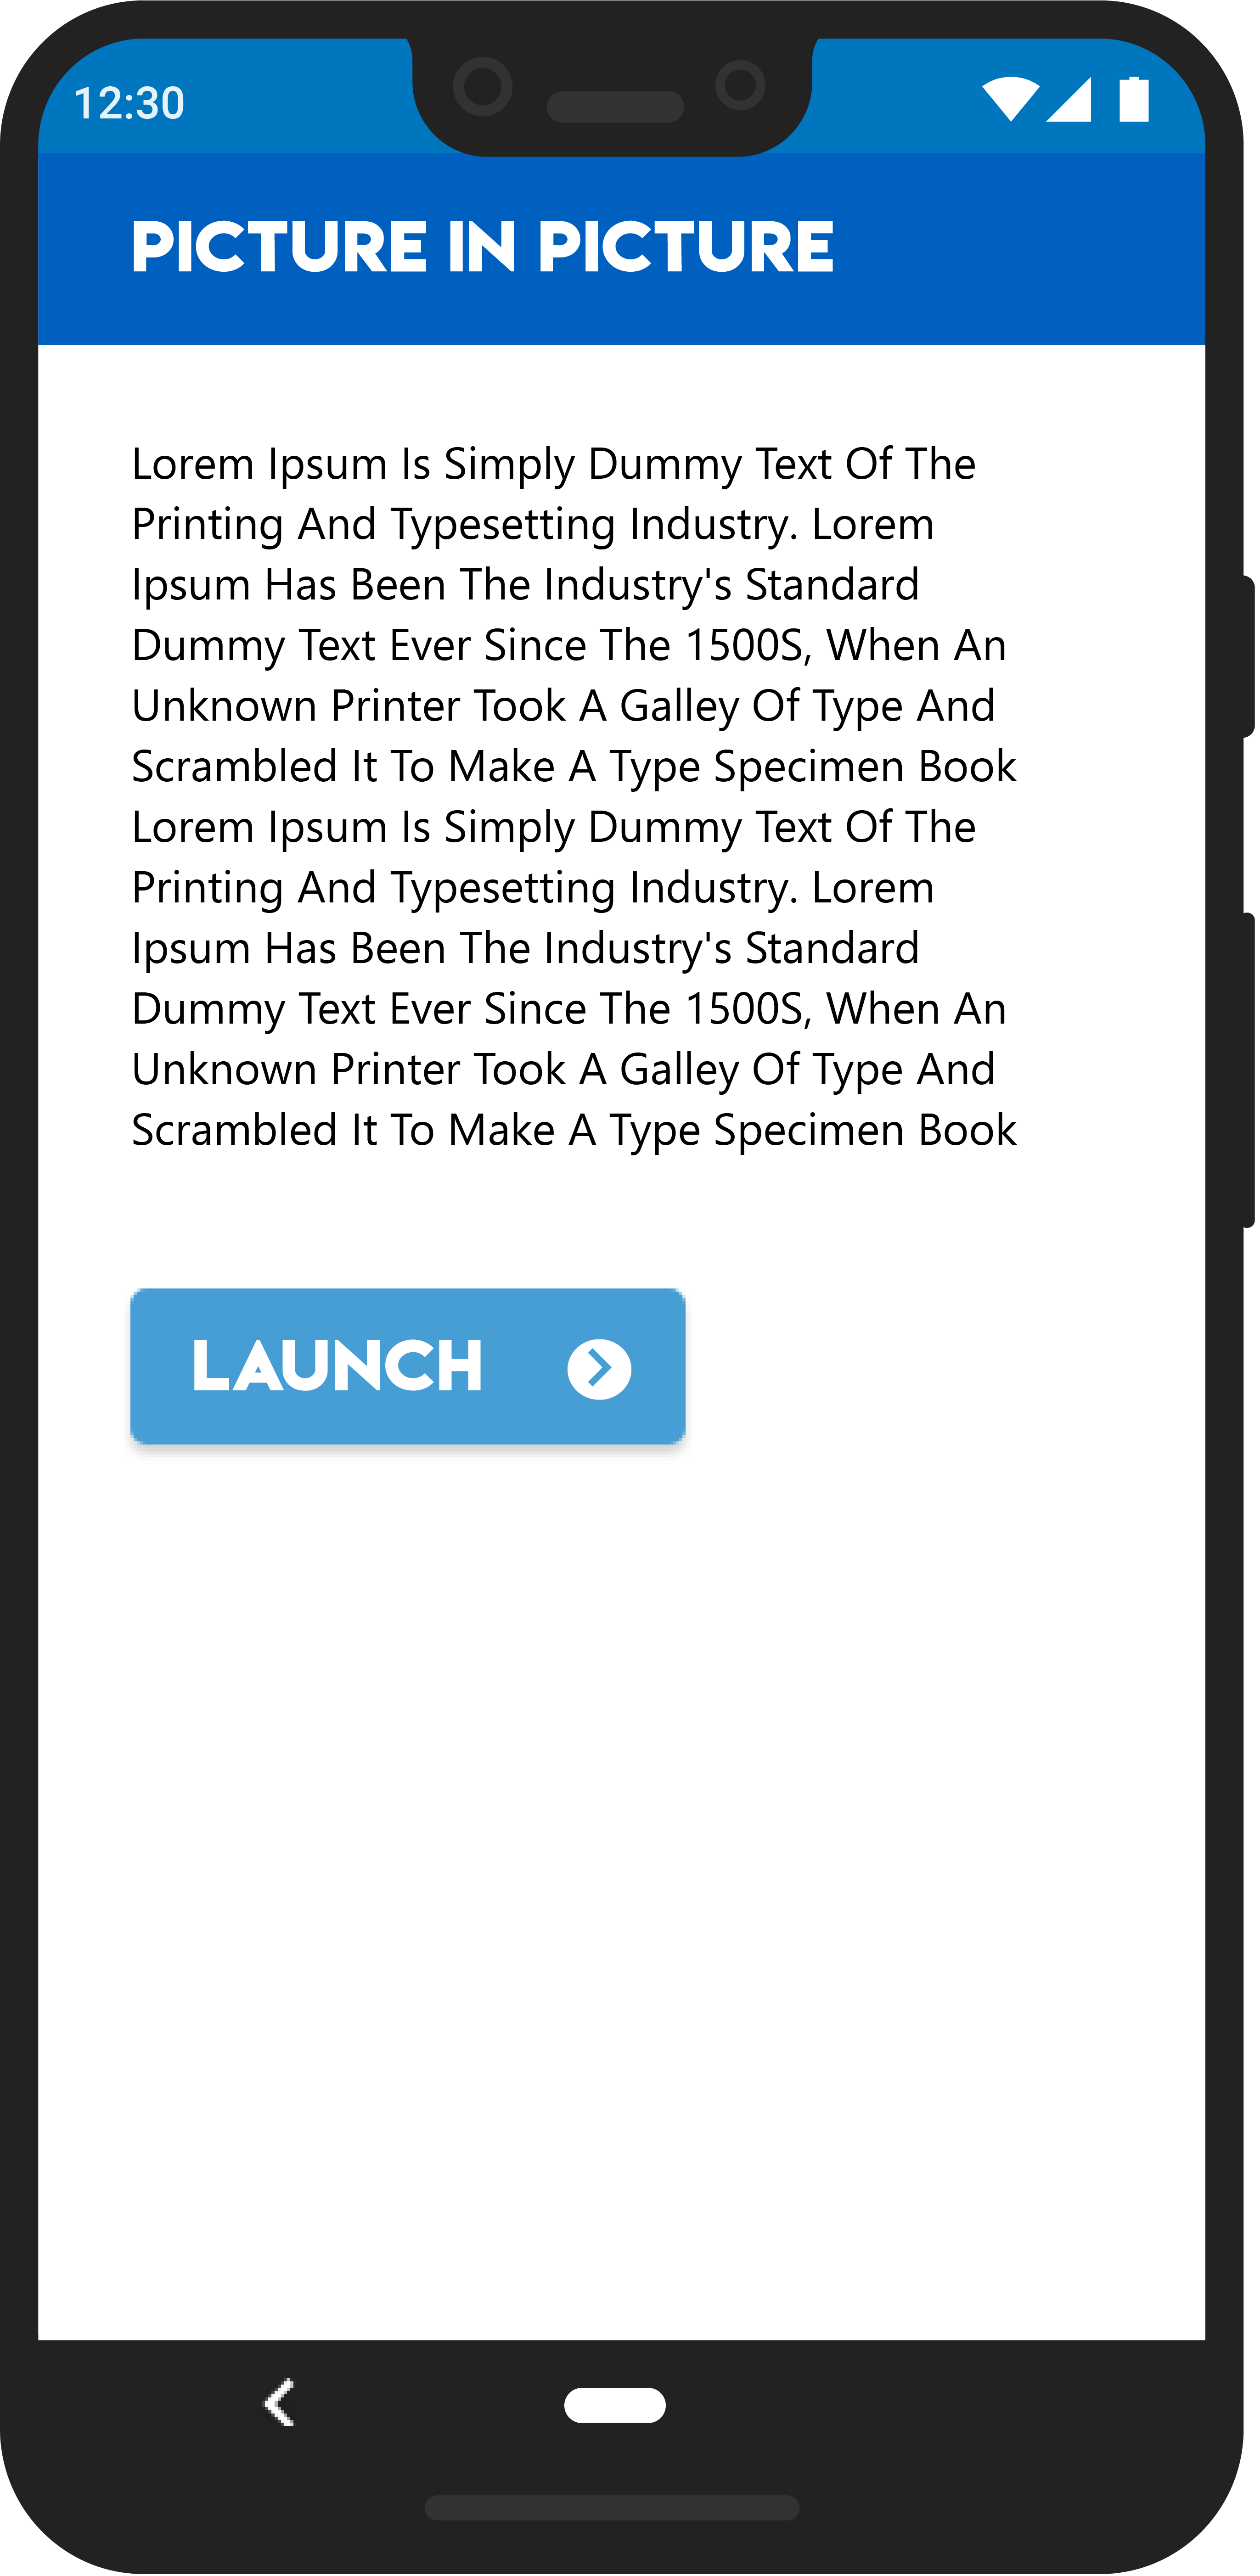 12:30
PICTURE IN PICTURE
Lorem Ipsum Is Simply Dummy Text Of The
Printing And Typesetting Industry. Lorem
Ipsum Has Been The Industry's Standard
Dummy Text Ever Since The 1500S, When An
Unknown Printer Took A Galley Of Type And
Scrambled It To Make A Type Specimen Book
Lorem Ipsum Is Simply Dummy Text Of The
Printing And Typesetting Industry. Lorem
Ipsum Has Been The Industry's Standard
Dummy Text Ever Since The 1500S, When An
Unknown Printer Took A Galley Of Type And
Scrambled It To Make A Type Specimen Book
LAUNCH